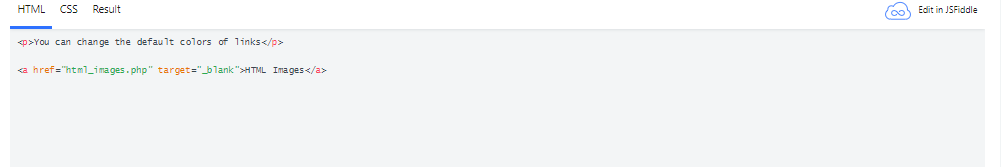 HTML CSS Result Edit in JSFiddle
<p>You can change the default colors of links</p>
<a href="html_images.php" target="_blank">HTML Images</a>